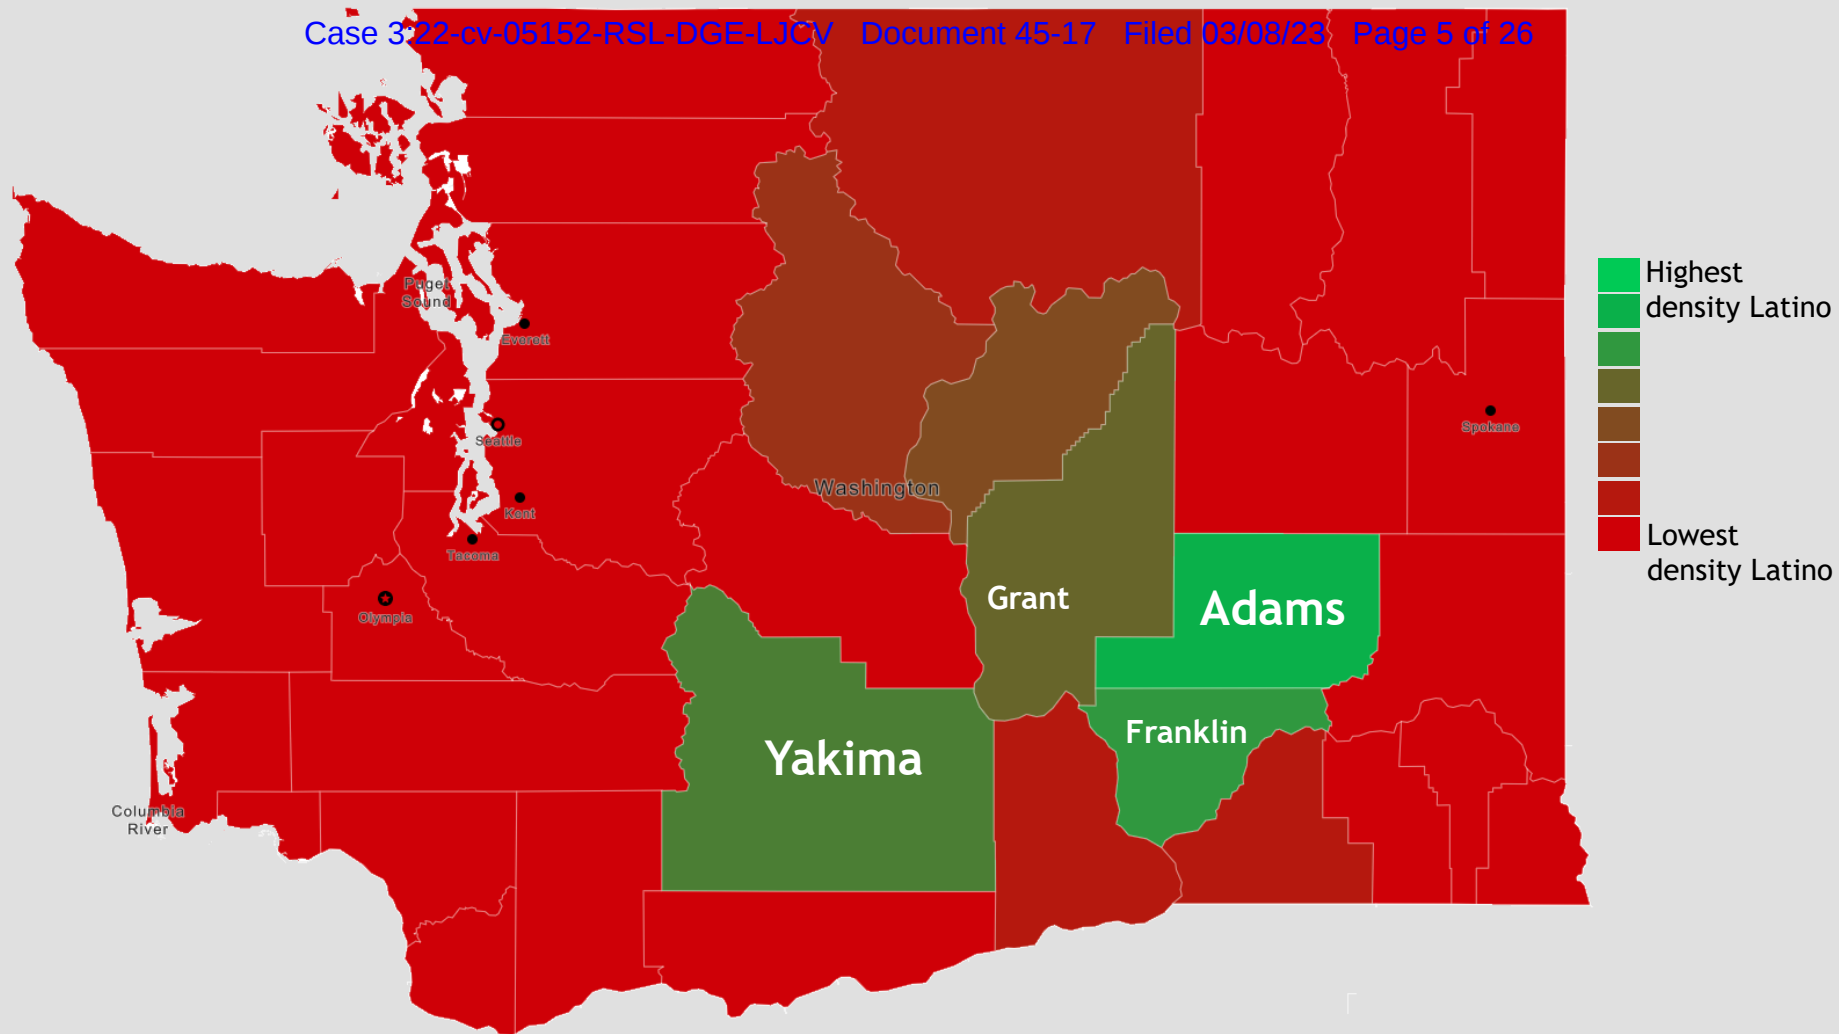 Case 3:22-cv-05152-RSL-DGE-LJCV Document 45-17 Filed 03/08/23 Page 5 of 26
Highest
density Latino
Puget
Sound
Everett
Spokane
Seattle
Washington
Kent
Lowest
density Latino
Tacoma
Grant
Adams
Olympia
Franklin
Yakima
Columbia
River